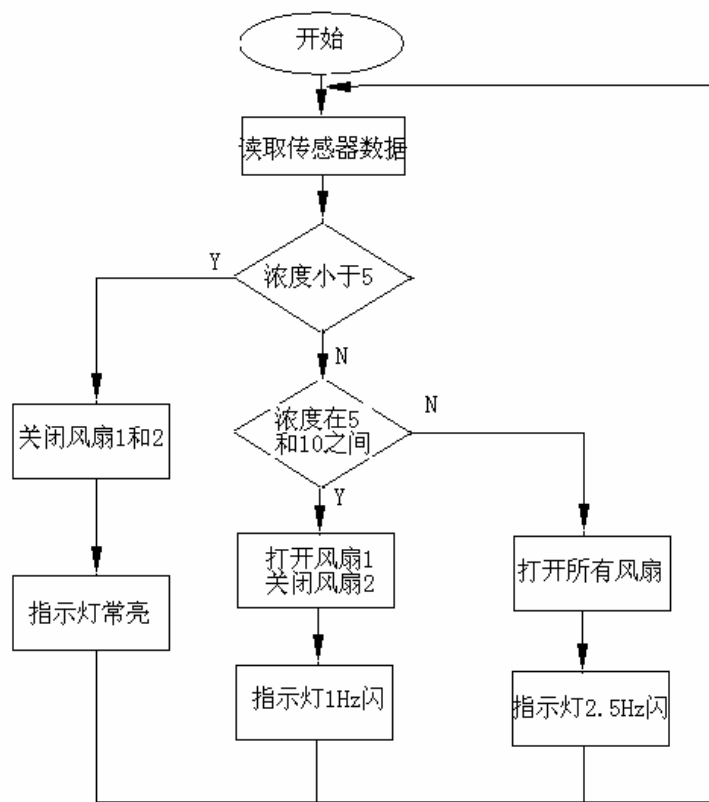 开始
读取传感器数据
Y
浓度小于5
N
浓度在5
和10之间
N
关闭风扇1和2
Y
打开风扇1
关闭风扇2
打开所有风扇
指示灯常亮
指示灯1Hz闪
指示灯2.5Hz闪